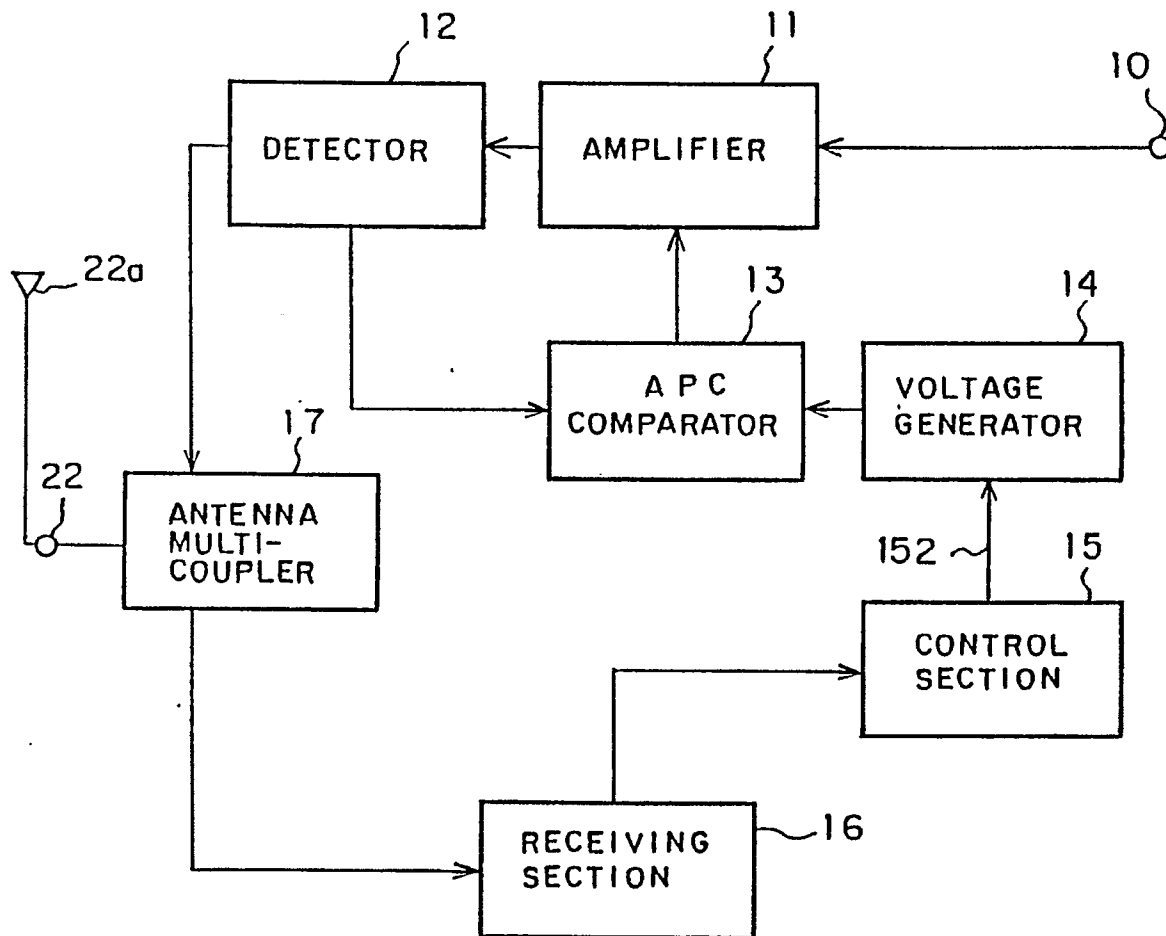 12
11
10
DETECTOR
AMPLIFIER
22a
13
14
A P C
COMPARATOR
VOLTAGE
GENERATOR
17
22
ANTENNA
MULTI-
COUPLER
152
15
CONTROL
SECTION
RECEIVING
SECTION
16